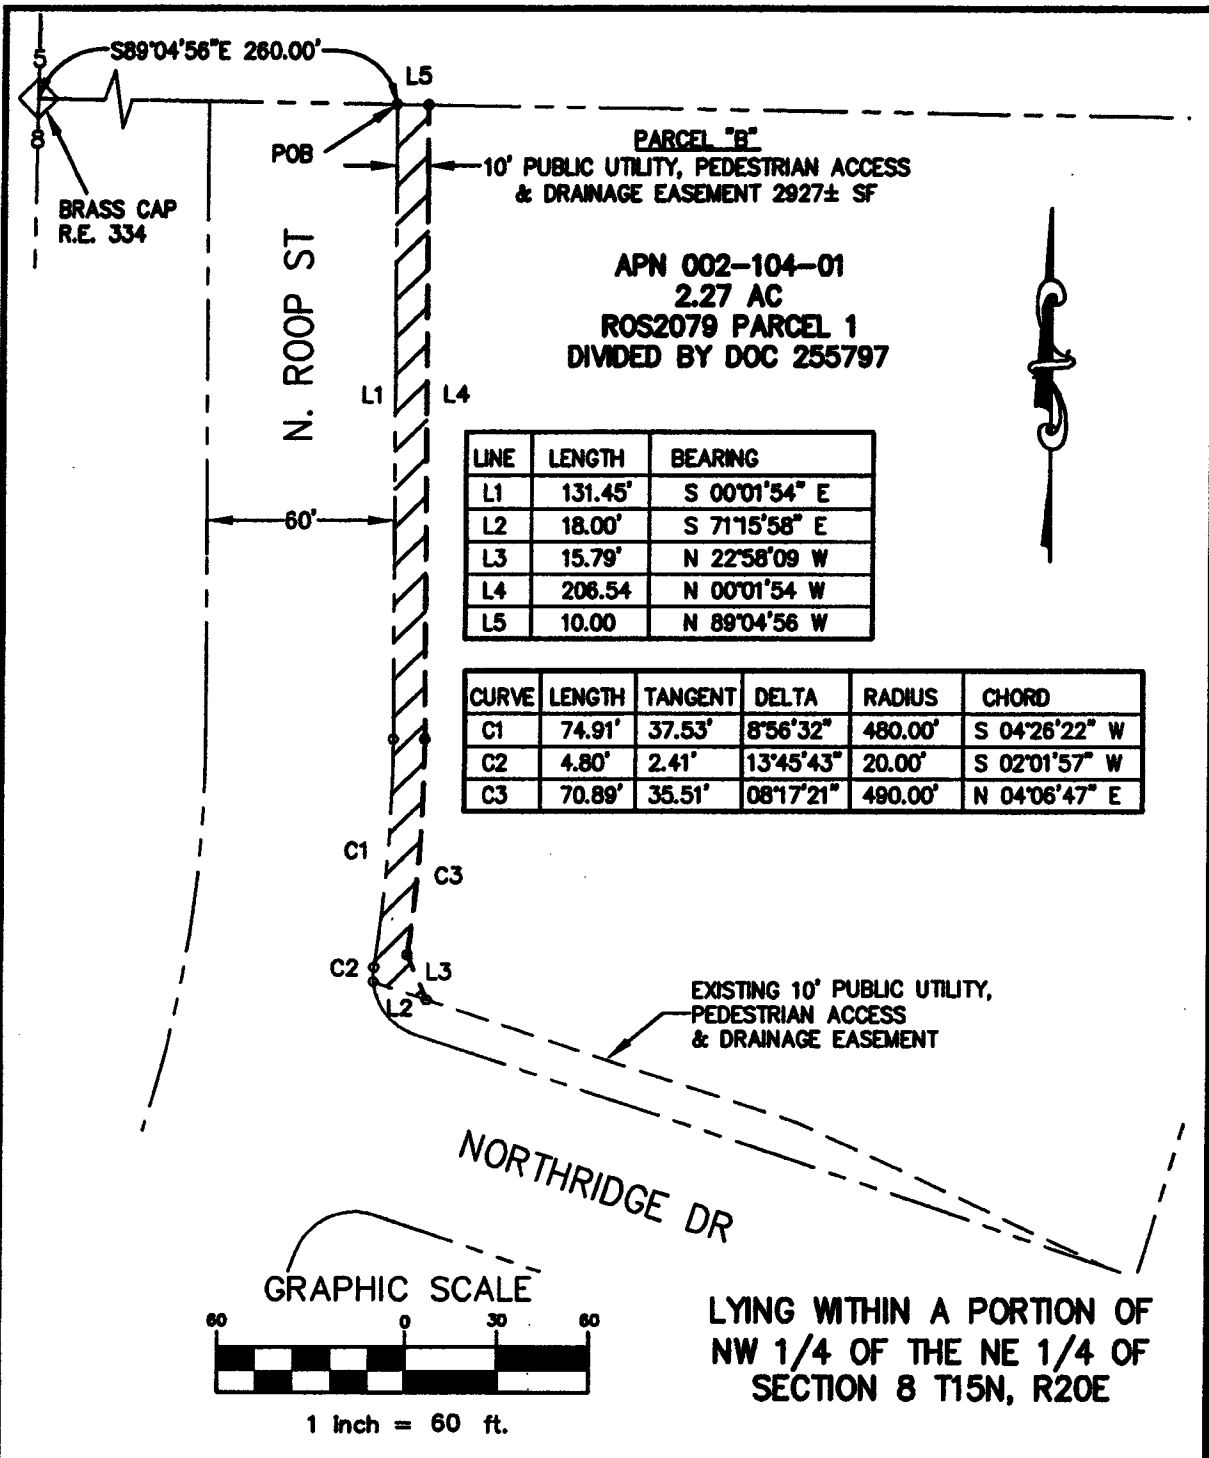 S89°04'56"E 260.00'
5
8
L5
POB
BRASS CAP
R.E. 334
PARCEL "B"
10' PUBLIC UTILITY, PEDESTRIAN ACCESS
& DRAINAGE EASEMENT 2927± SF
N. ROOP ST
APN 002-104-01
2.27 AC
ROS2079 PARCEL 1
DIVIDED BY DOC 255797
L1
L4
60'
LINE LENGTH BEARING
L1 131.45' S 00°01'54" E
L2 18.00' S 71°15'58" E
L3 15.79' N 22°58'09 W
L4 206.54 N 00°01'54 W
L5 10.00 N 89°04'56 W
CURVE LENGTH TANGENT DELTA RADIUS CHORD
C1 74.91' 37.53' 8°56'32" 480.00' S 04°26'22" W
C2 4.80' 2.41' 13°45'43" 20.00' S 02°01'57" W
C3 70.89' 35.51' 08°17'21" 490.00' N 04°06'47" E
C1
C3
C2
L3
L2
EXISTING 10' PUBLIC UTILITY,
PEDESTRIAN ACCESS
& DRAINAGE EASEMENT
NORTHRIDGE DR
GRAPHIC SCALE
60 0 30 60
1 inch = 60 ft.
LYING WITHIN A PORTION OF
NW 1/4 OF THE NE 1/4 OF
SECTION 8 T15N, R20E